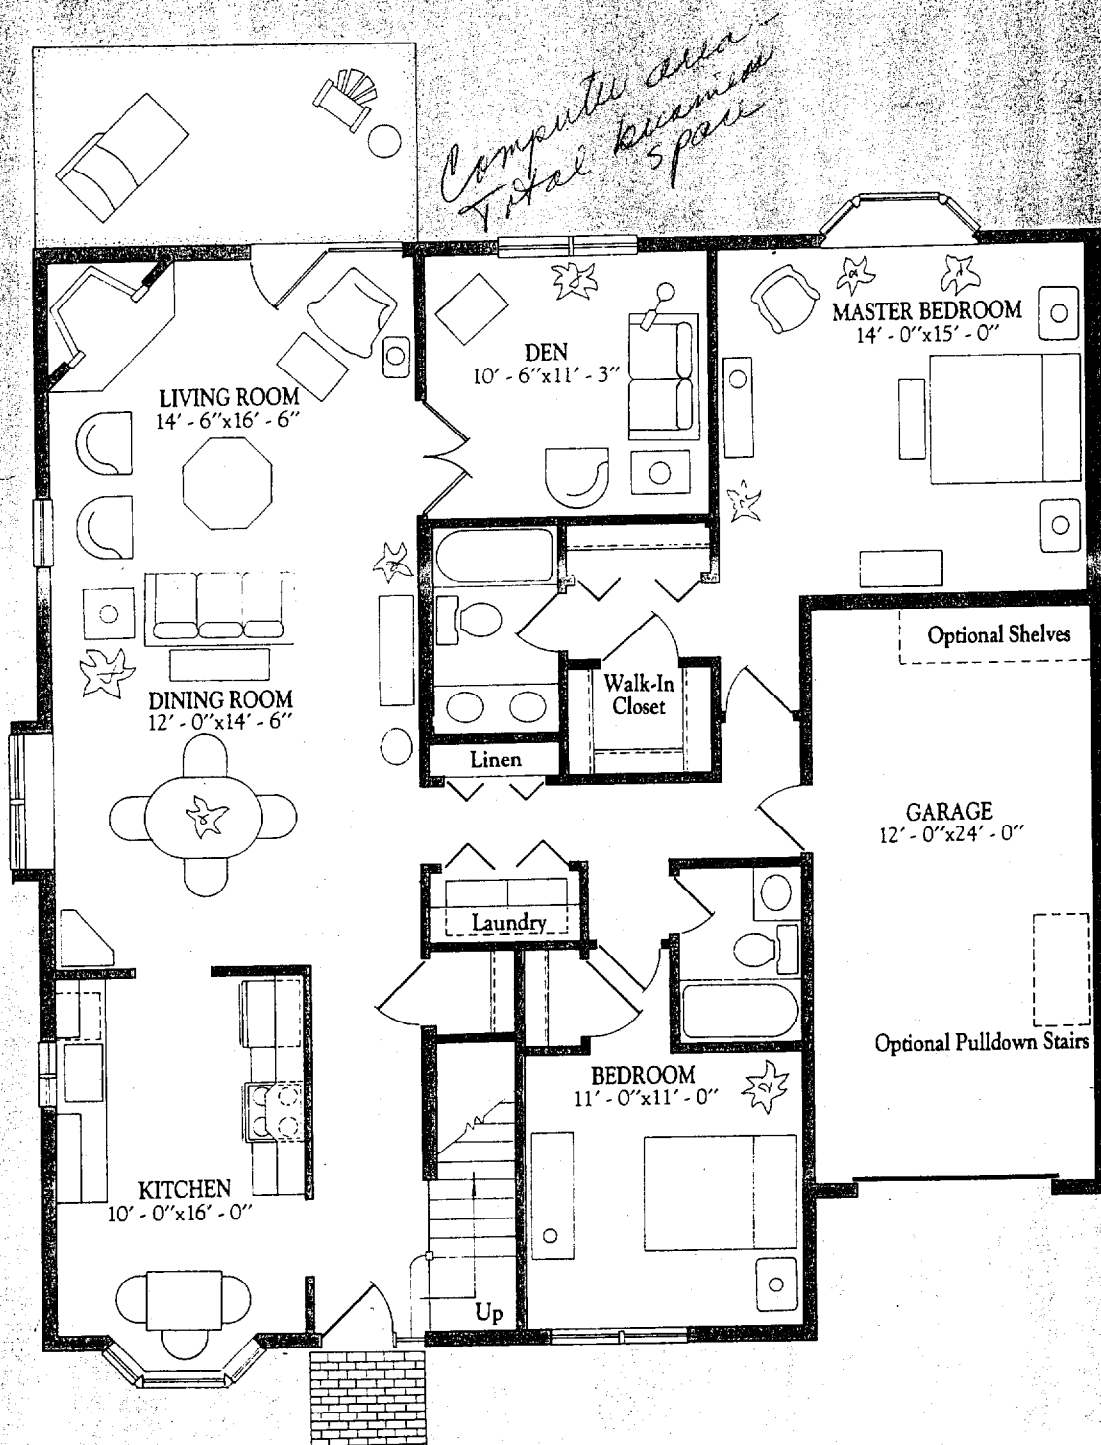 Computer area -
Total business
space
MASTER BEDROOM
14' - 0"x15' - 0"
DEN
10' - 6"x11' - 3"
LIVING ROOM
14' - 6"x16' - 6"
Optional Shelves
Walk-In
Closet
DINING ROOM
12' - 0"x14' - 6"
Linen
GARAGE
12' - 0"x24' - 0"
Laundry
Optional Pulldown Stairs
BEDROOM
11' - 0"x11' - 0"
KITCHEN
10' - 0"x16' - 0"
Up